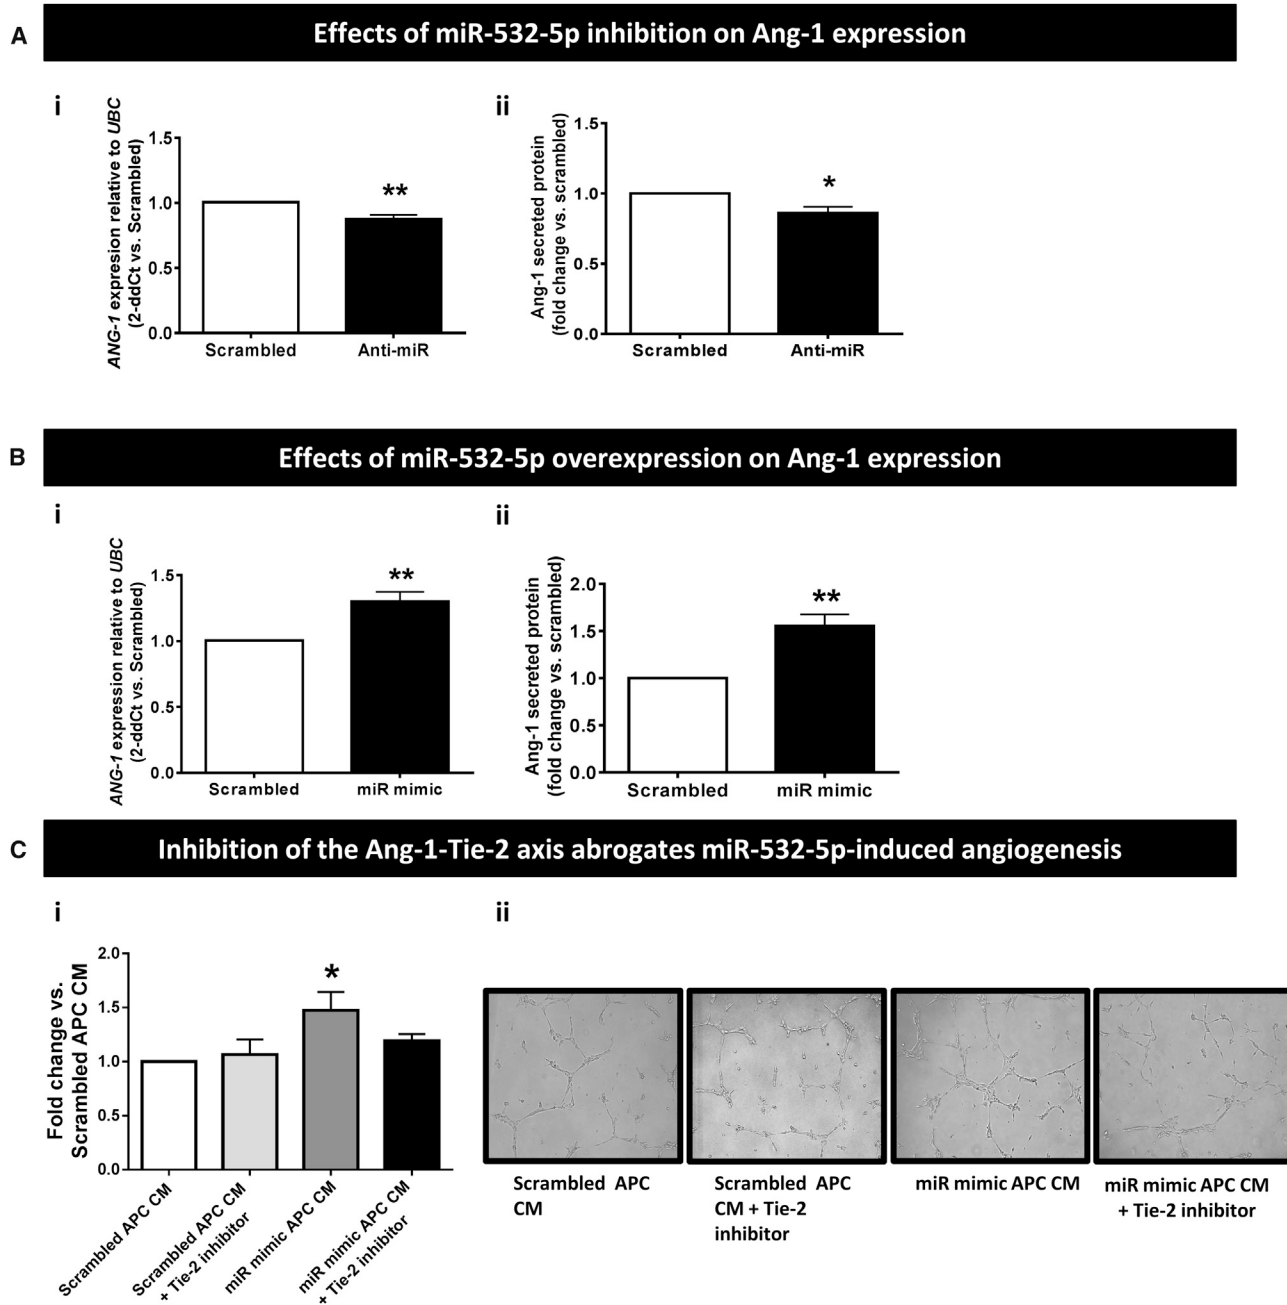 A
Effects of miR-532-5p inhibition on Ang-1 expression
i
ANG-1 expresion relative to UBC
(2-ddCt vs. Scrambled)
1.5
1.0
0.5
0.0
**
Scrambled
Anti-miR
ii
Ang-1 secreted protein
(fold change vs. scrambled)
1.5
1.0
0.5
0.0
*
Scrambled
Anti-miR
B
Effects of miR-532-5p overexpression on Ang-1 expression
i
ANG-1 expression relative to UBC
(2-ddCt vs. Scrambled)
1.5
1.0
0.5
0.0
**
Scrambled
miR mimic
ii
Ang-1 secreted protein
(fold change vs. scrambled)
2.0
1.5
1.0
0.5
0.0
**
Scrambled
miR mimic
C
Inhibition of the Ang-1-Tie-2 axis abrogates miR-532-5p-induced angiogenesis
i
Fold change vs.
Scrambled APC CM
2.0
1.5
1.0
0.5
0.0
*
Scrambled APC CM
Scrambled APC CM
+ Tie-2 inhibitor
miR mimic APC CM
miR mimic APC CM
+ Tie-2 inhibitor
ii
Scrambled APC
CM
Scrambled APC
CM + Tie-2
inhibitor
miR mimic APC CM
miR mimic APC CM
+ Tie-2 inhibitor